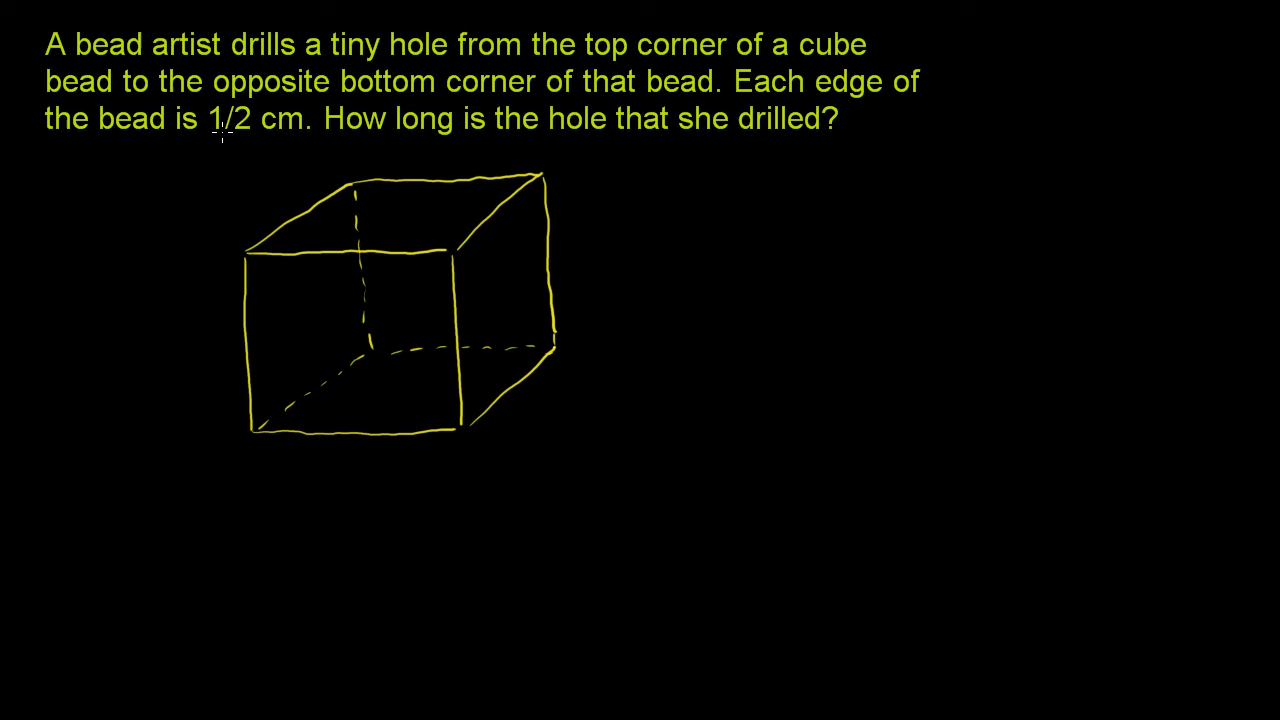 A bead artist drills a tiny hole from the top corner of a cube
bead to the opposite bottom corner of that bead. Each edge of
the bead is 1/2 cm. How long is the hole that she drilled?